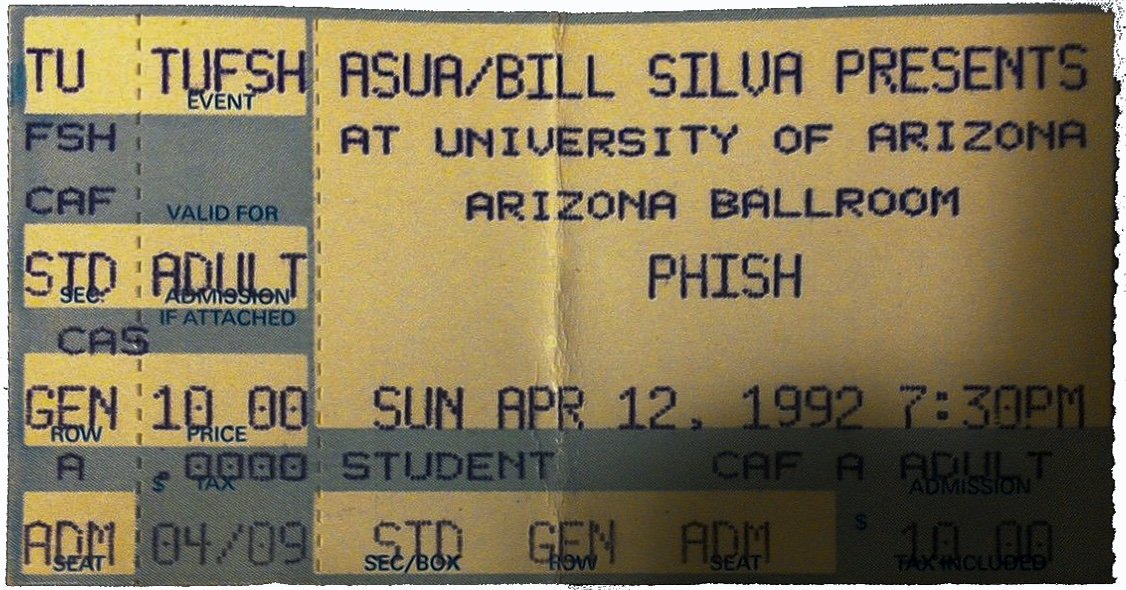 TU TUFSH
EVENT
FSH
CAF
VALID FOR
STD ADULT
SEC. ADMISSION
IF ATTACHED
CAS
GEN 10.00
ROW PRICE
A .0000
$ TAX
ADM 04/09
SEAT
ASUA/BILL SILVA PRESENTS
AT UNIVERSITY OF ARIZONA
ARIZONA BALLROOM
PHISH
SUN APR 12, 1992 7:30PM
STUDENT CAF A ADULT
ADMISSION
STD GEN ADM $ 10.00
SEC/BOX ROW SEAT TAX INCLUDED